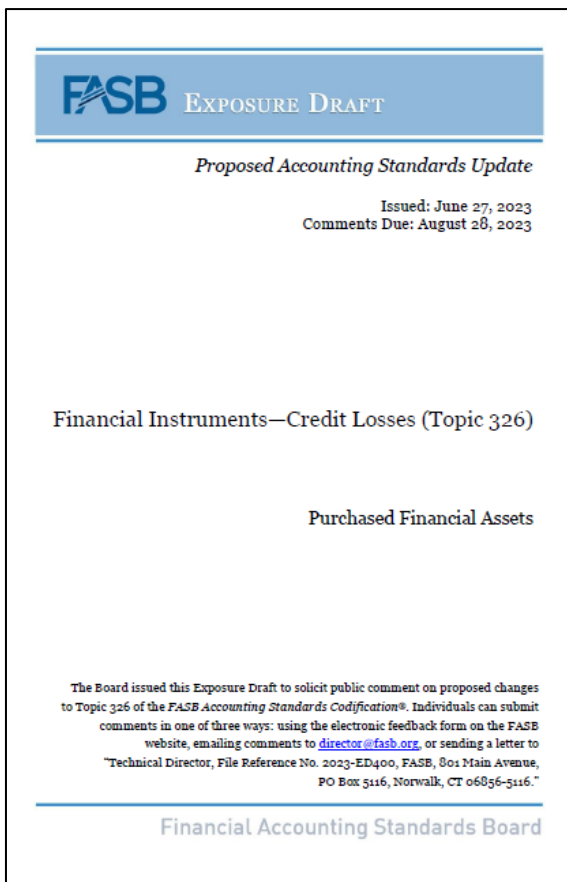 FASB EXPOSURE DRAFT
Proposed Accounting Standards Update
Issued: June 27, 2023
Comments Due: August 28, 2023
Financial Instruments—Credit Losses (Topic 326)
Purchased Financial Assets
The Board issued this Exposure Draft to solicit public comment on proposed changes
to Topic 326 of the FASB Accounting Standards Codification®. Individuals can submit
comments in one of three ways: using the electronic feedback form on the FASB
website, emailing comments to director@fasb.org, or sending a letter to
"Technical Director, File Reference No. 2023-ED400, FASB, 801 Main Avenue,
PO Box 5116, Norwalk, CT 06856-5116."
Financial Accounting Standards Board